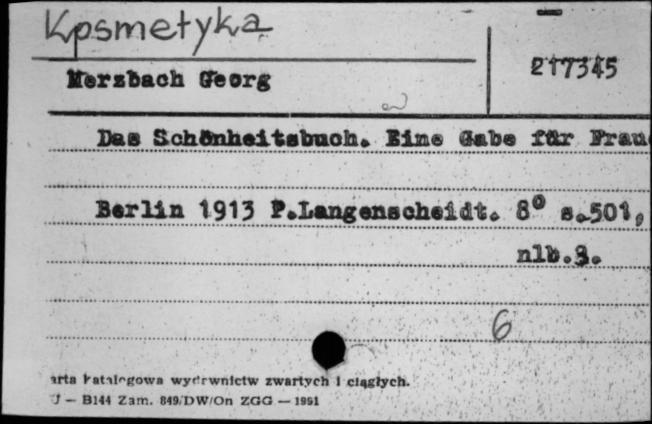 Kosmetyka
217345
Merzbach Georg
Das Schönheitsbuch. Eine Gabe für Frau
Berlin 1913 P.Langenscheidt. 8° s.501,
nlb.3.
6
arta katalogowa wydawnictw zwartych i ciągłych.
J — B144 Zam. 849/DW/On ZGG — 1951